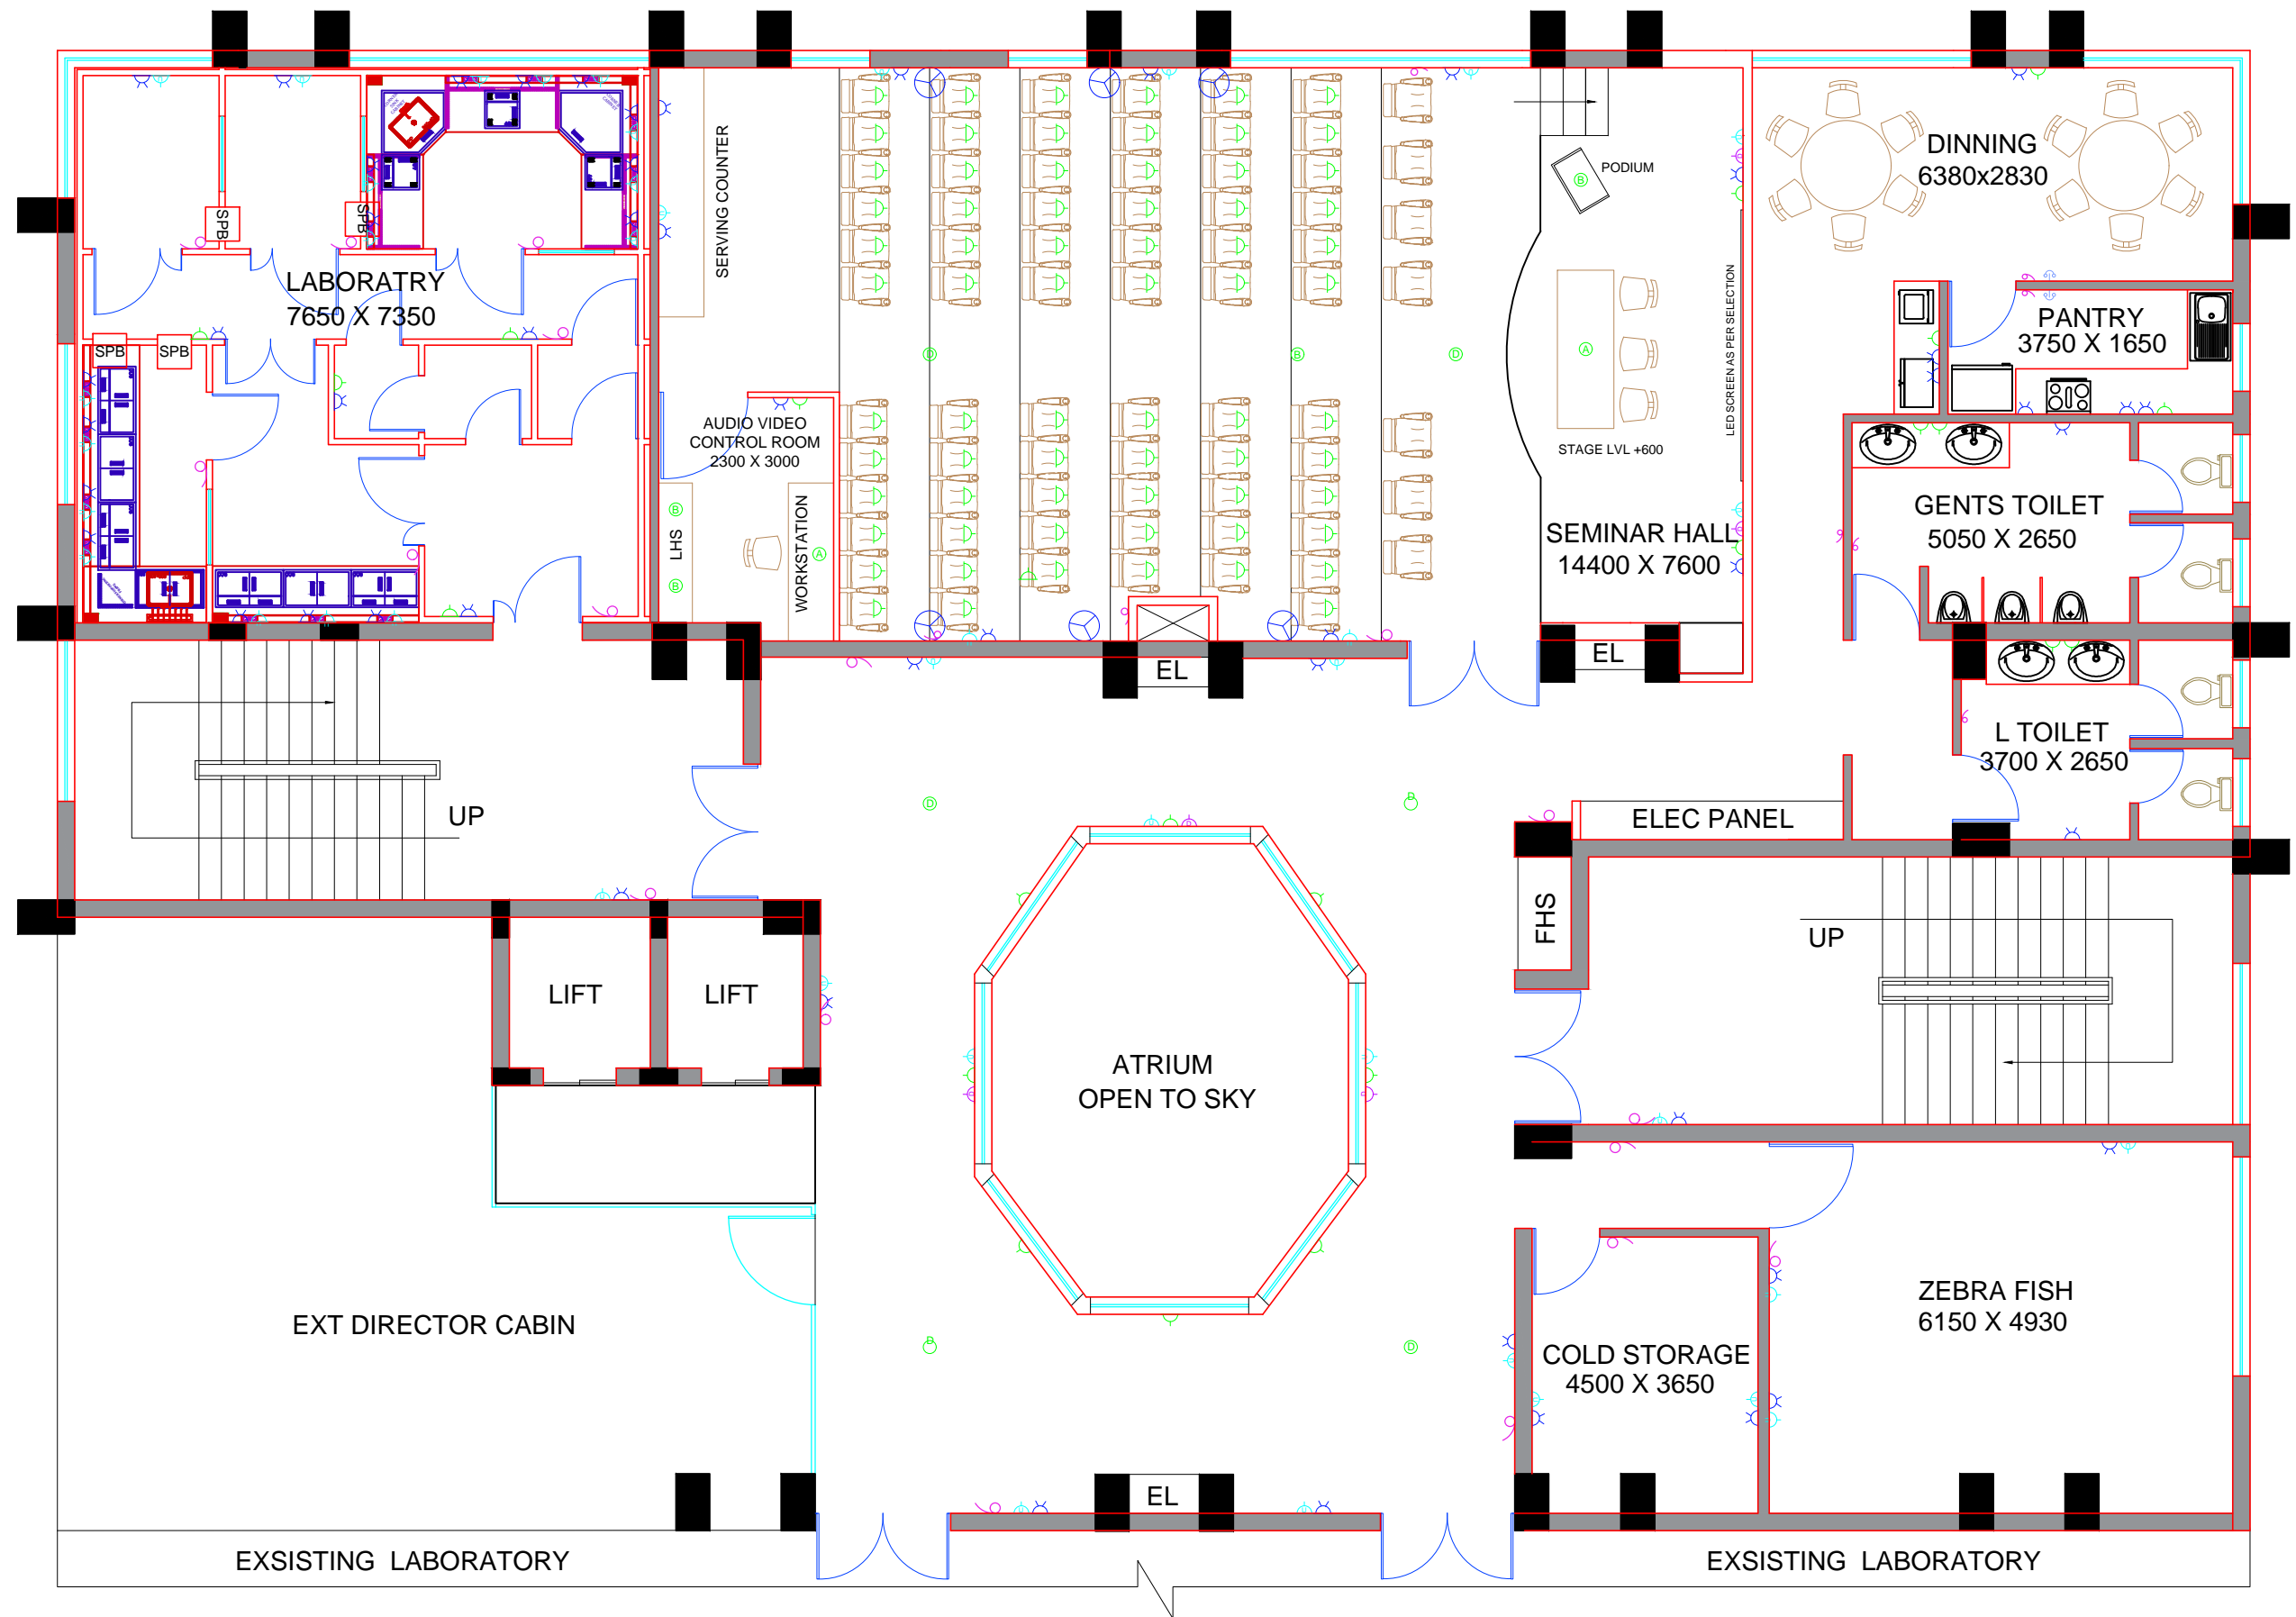 SERVING COUNTER
PODIUM
DINNING
6380x2830
SPB
SPB
LABORATRY
7650 X 7350
SPB
SPB
LED SCREEN AS PER SELECTION
PANTRY
3750 X 1650
D
B
D
A
B
AUDIO VIDEO
CONTROL ROOM
2300 X 3000
STAGE LVL +600
GENTS TOILET
5050 X 2650
B
LHS
B
WORKSTATION
A
SEMINAR HALL
14400 X 7600
EL
EL
L TOILET
3700 X 2650
UP
D
D
ELEC PANEL
FHS
UP
LIFT
LIFT
ATRIUM
OPEN TO SKY
ZEBRA FISH
6150 X 4930
EXT DIRECTOR CABIN
D
D
COLD STORAGE
4500 X 3650
EL
EXSISTING LABORATORY
EXSISTING LABORATORY